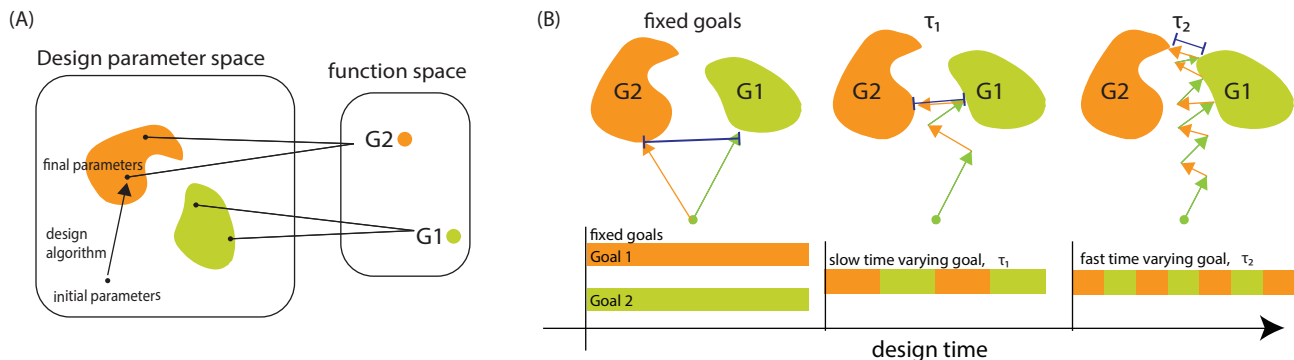 (A)
Design parameter space
function space
G2
final parameters
G1
design
algorithm
initial parameters
(B)
fixed goals
τ1
τ2
G2
G1
G2
G1
G2
G1
fixed goals
Goal 1
Goal 2
slow time varying goal, τ1
fast time varying goal, τ2
design time